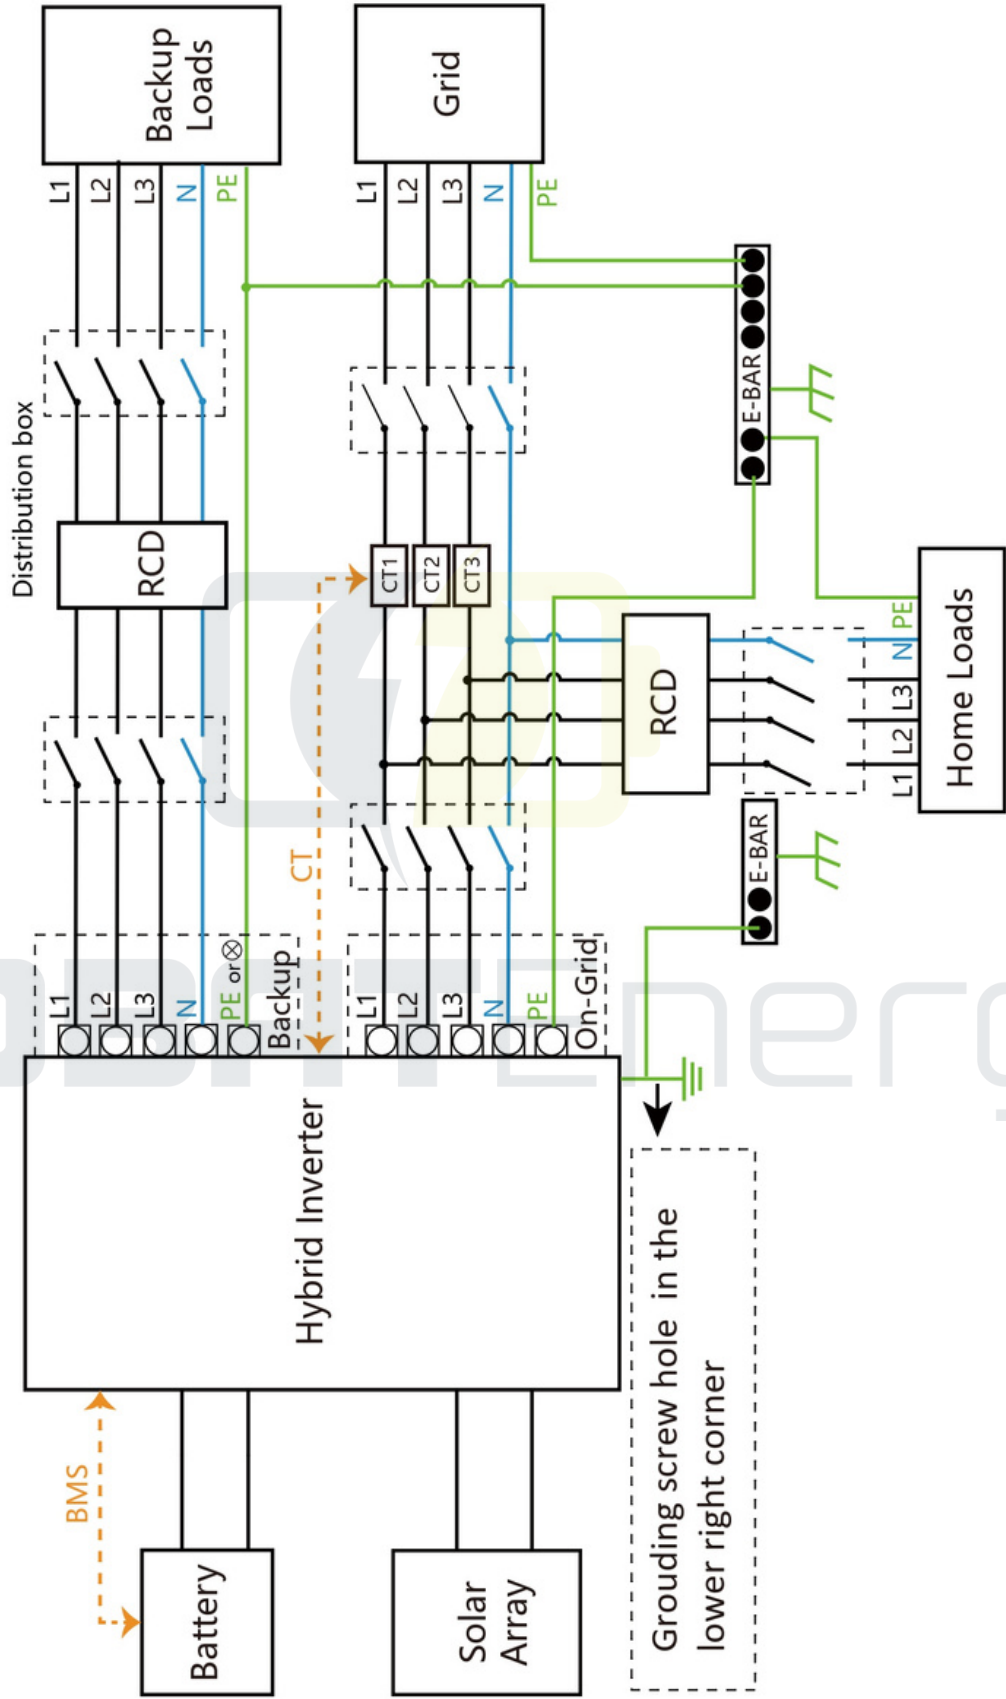 Distribution box
Backup
Loads
L1
L2
L3
N
PE
RCD
L1
L2
L3
N
PE or⊗
Backup
Grid
L1
L2
L3
N
PE
CT1
CT2
CT3
CT
L1
L2
L3
N
PE
On-Grid
RCD
E-BAR
E-BAR
L1
L2
L3
N
PE
Home Loads
Hybrid Inverter
BMS
Battery
Solar
Array
Grouding screw hole in the
lower right corner